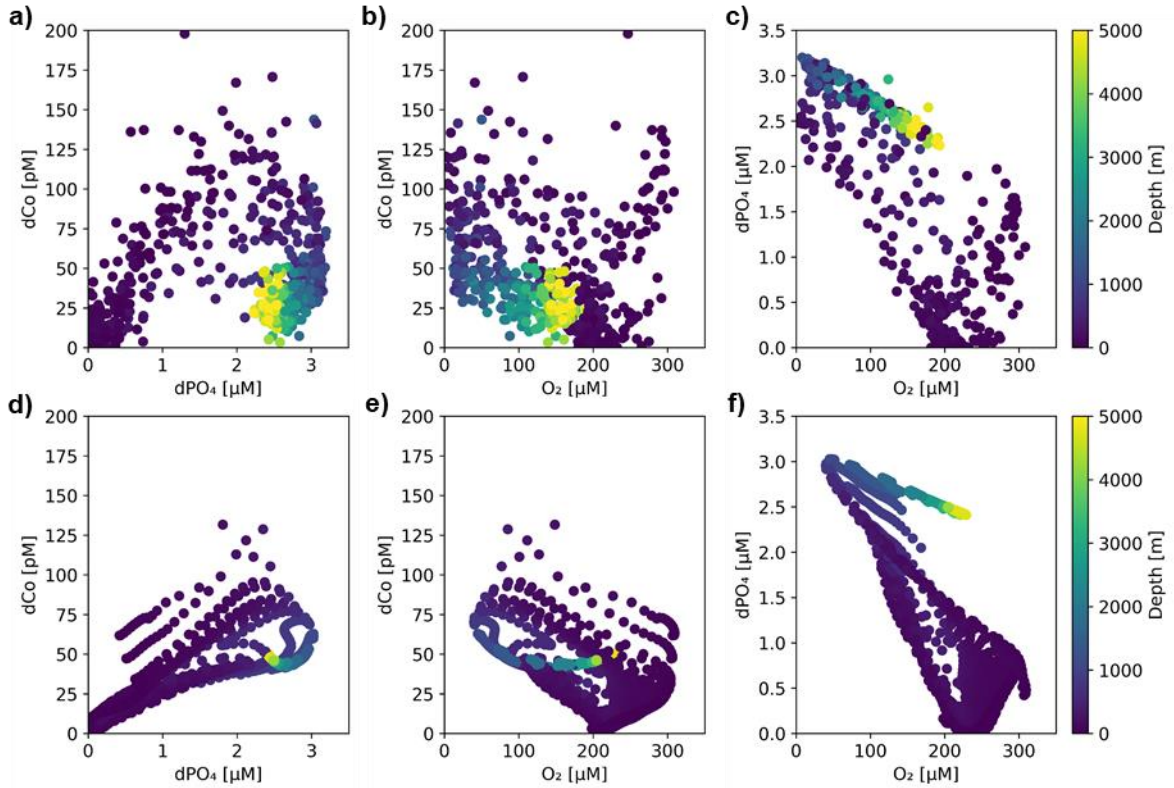 a)
200
175
150
125
100
75
50
25
0
dCo [pM]
0 1 2 3
dPO₄ [µM]
b)
200
175
150
125
100
75
50
25
0
dCo [pM]
0 100 200 300
O₂ [µM]
c)
3.5
3.0
2.5
2.0
1.5
1.0
0.5
0.0
dPO₄ [µM]
0 100 200 300
O₂ [µM]
5000
4000
3000
2000
1000
0
Depth [m]
d)
200
175
150
125
100
75
50
25
0
dCo [pM]
0 1 2 3
dPO₄ [µM]
e)
200
175
150
125
100
75
50
25
0
dCo [pM]
0 100 200 300
O₂ [µM]
f)
3.5
3.0
2.5
2.0
1.5
1.0
0.5
0.0
dPO₄ [µM]
0 100 200 300
O₂ [µM]
5000
4000
3000
2000
1000
0
Depth [m]